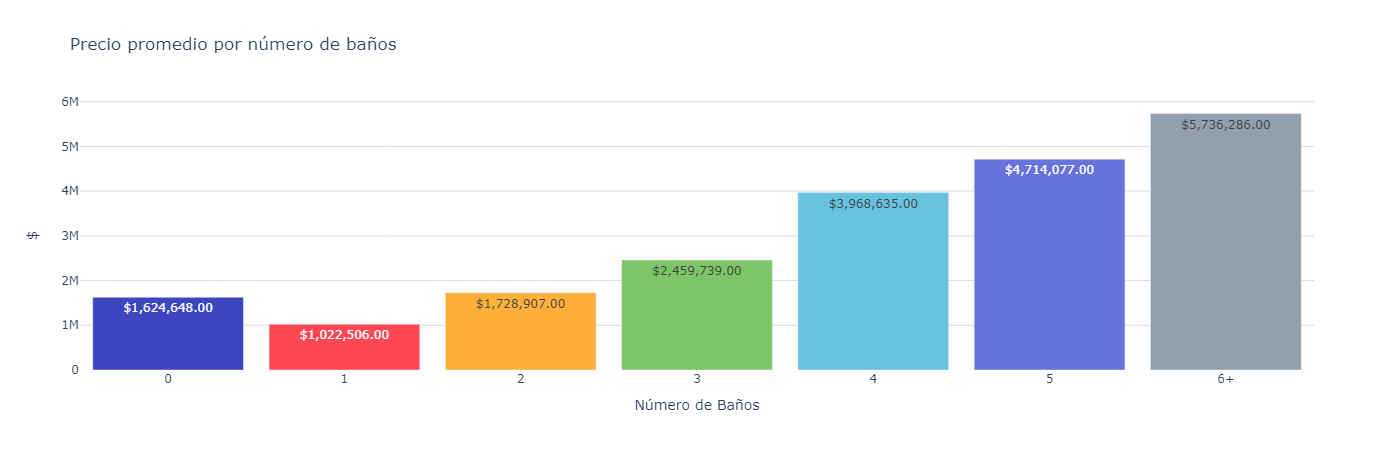 Precio promedio por número de baños
6M
5M
4M
3M
2M
1M
0
$
$1,624,648.00
$1,022,506.00
$1,728,907.00
$2,459,739.00
$3,968,635.00
$4,714,077.00
$5,736,286.00
0 1 2 3 4 5 6+
Número de Baños